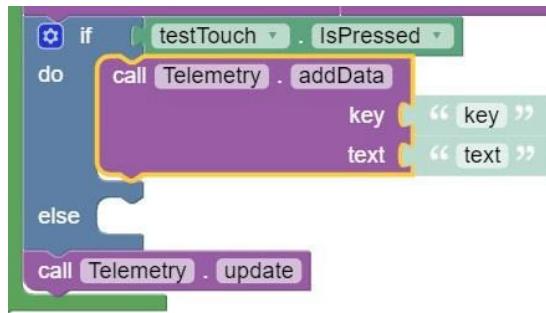 if testTouch . IsPressed
do call Telemetry . addData
key “ key ”
text “ text ”
else
call Telemetry . update